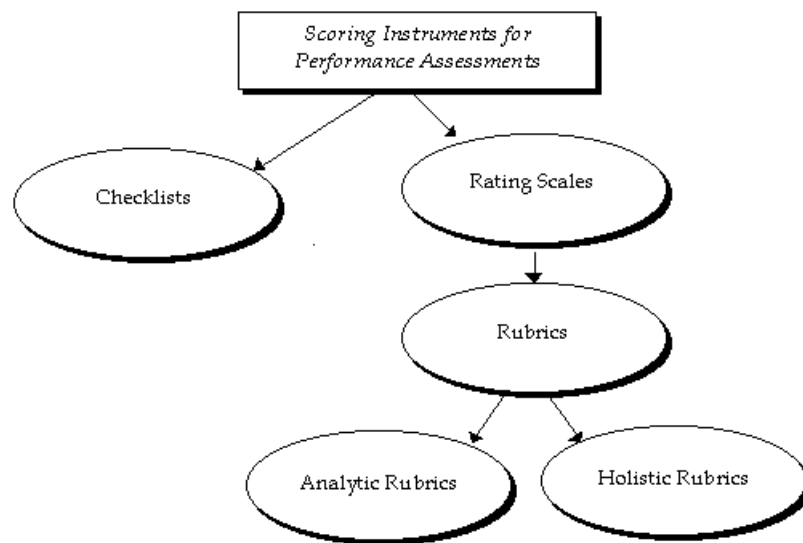 Scoring Instruments for
Performance Assessments
Checklists
Rating Scales
Rubrics
Analytic Rubrics
Holistic Rubrics